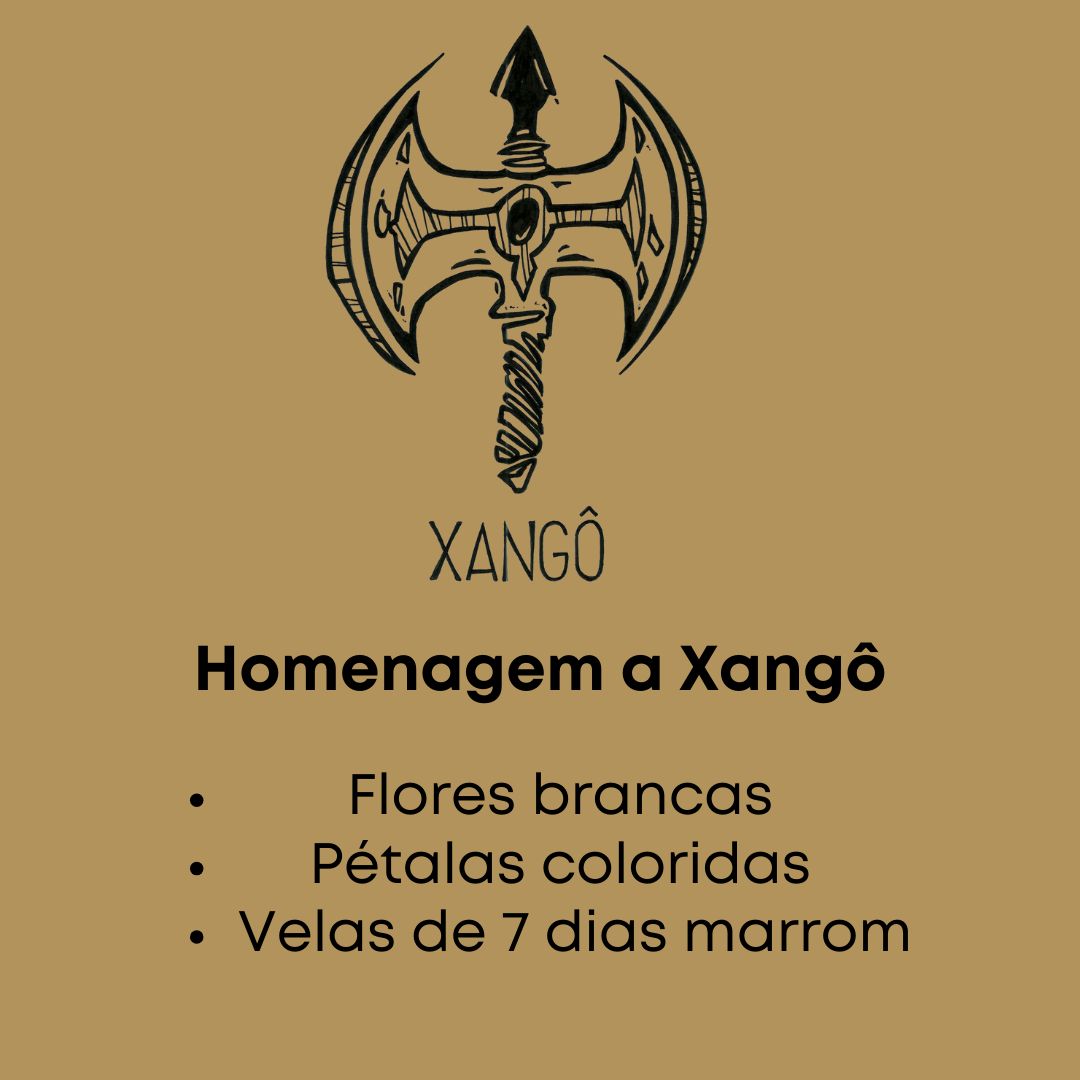 XANGÔ
Homenagem a Xangô
• Flores brancas
• Pétalas coloridas
• Velas de 7 dias marrom